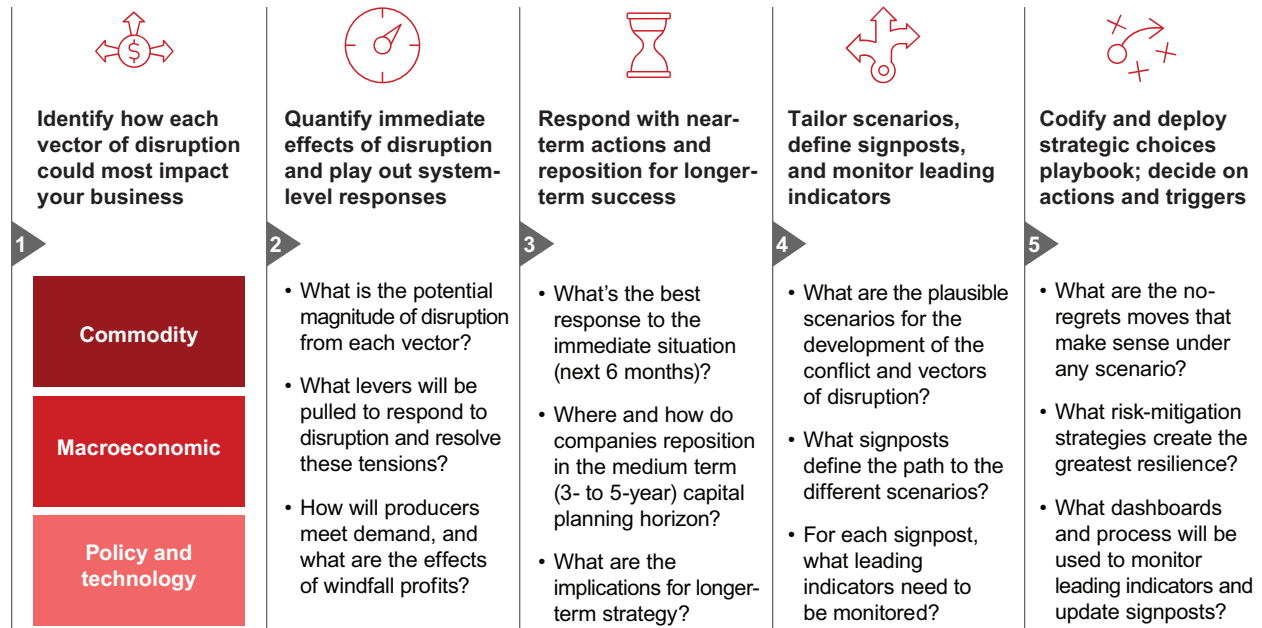 $
Identify how each
vector of disruption
could most impact
your business
1
Commodity
Macroeconomic
Policy and
technology
Quantify immediate
effects of disruption
and play out system-
level responses
2
• What is the potential
magnitude of disruption
from each vector?
• What levers will be
pulled to respond to
disruption and resolve
these tensions?
• How will producers
meet demand, and
what are the effects
of windfall profits?
Respond with near-
term actions and
reposition for longer-
term success
3
• What’s the best
response to the
immediate situation
(next 6 months)?
• Where and how do
companies reposition
in the medium term
(3- to 5-year) capital
planning horizon?
• What are the
implications for longer-
term strategy?
Tailor scenarios,
define signposts,
and monitor leading
indicators
4
• What are the plausible
scenarios for the
development of the
conflict and vectors
of disruption?
• What signposts
define the path to the
different scenarios?
• For each signpost,
what leading
indicators need to
be monitored?
Codify and deploy
strategic choices
playbook; decide on
actions and triggers
5
• What are the no-
regrets moves that
make sense under
any scenario?
• What risk-mitigation
strategies create the
greatest resilience?
• What dashboards
and process will be
used to monitor
leading indicators and
update signposts?